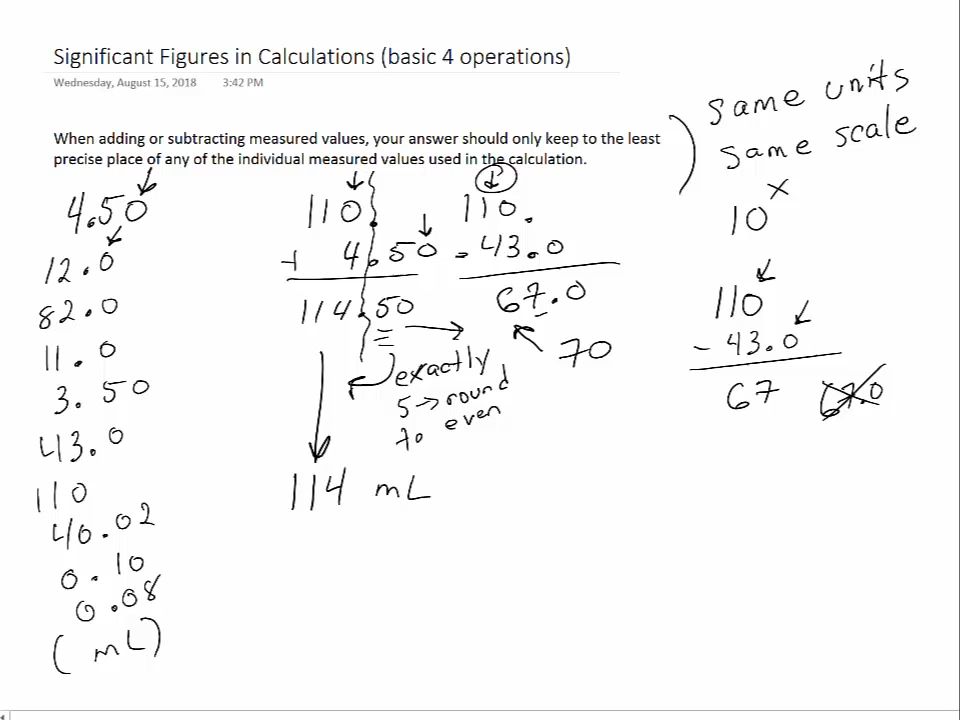 Significant Figures in Calculations (basic 4 operations)
Wednesday, August 15, 2018 3:42 PM
When adding or subtracting measured values, your answer should only keep to the least
precise place of any of the individual measured values used in the calculation.
same units
same scale
10^x
4.50
12.0
82.0
11.0
3.50
43.0
110
40.02
0.10
0.08
(mL)
110.
+ 4.50
114.50
exactly
5 → round
to even
114 mL
110.
- 43.0
67.0
70
110
- 43.0
67 67.0